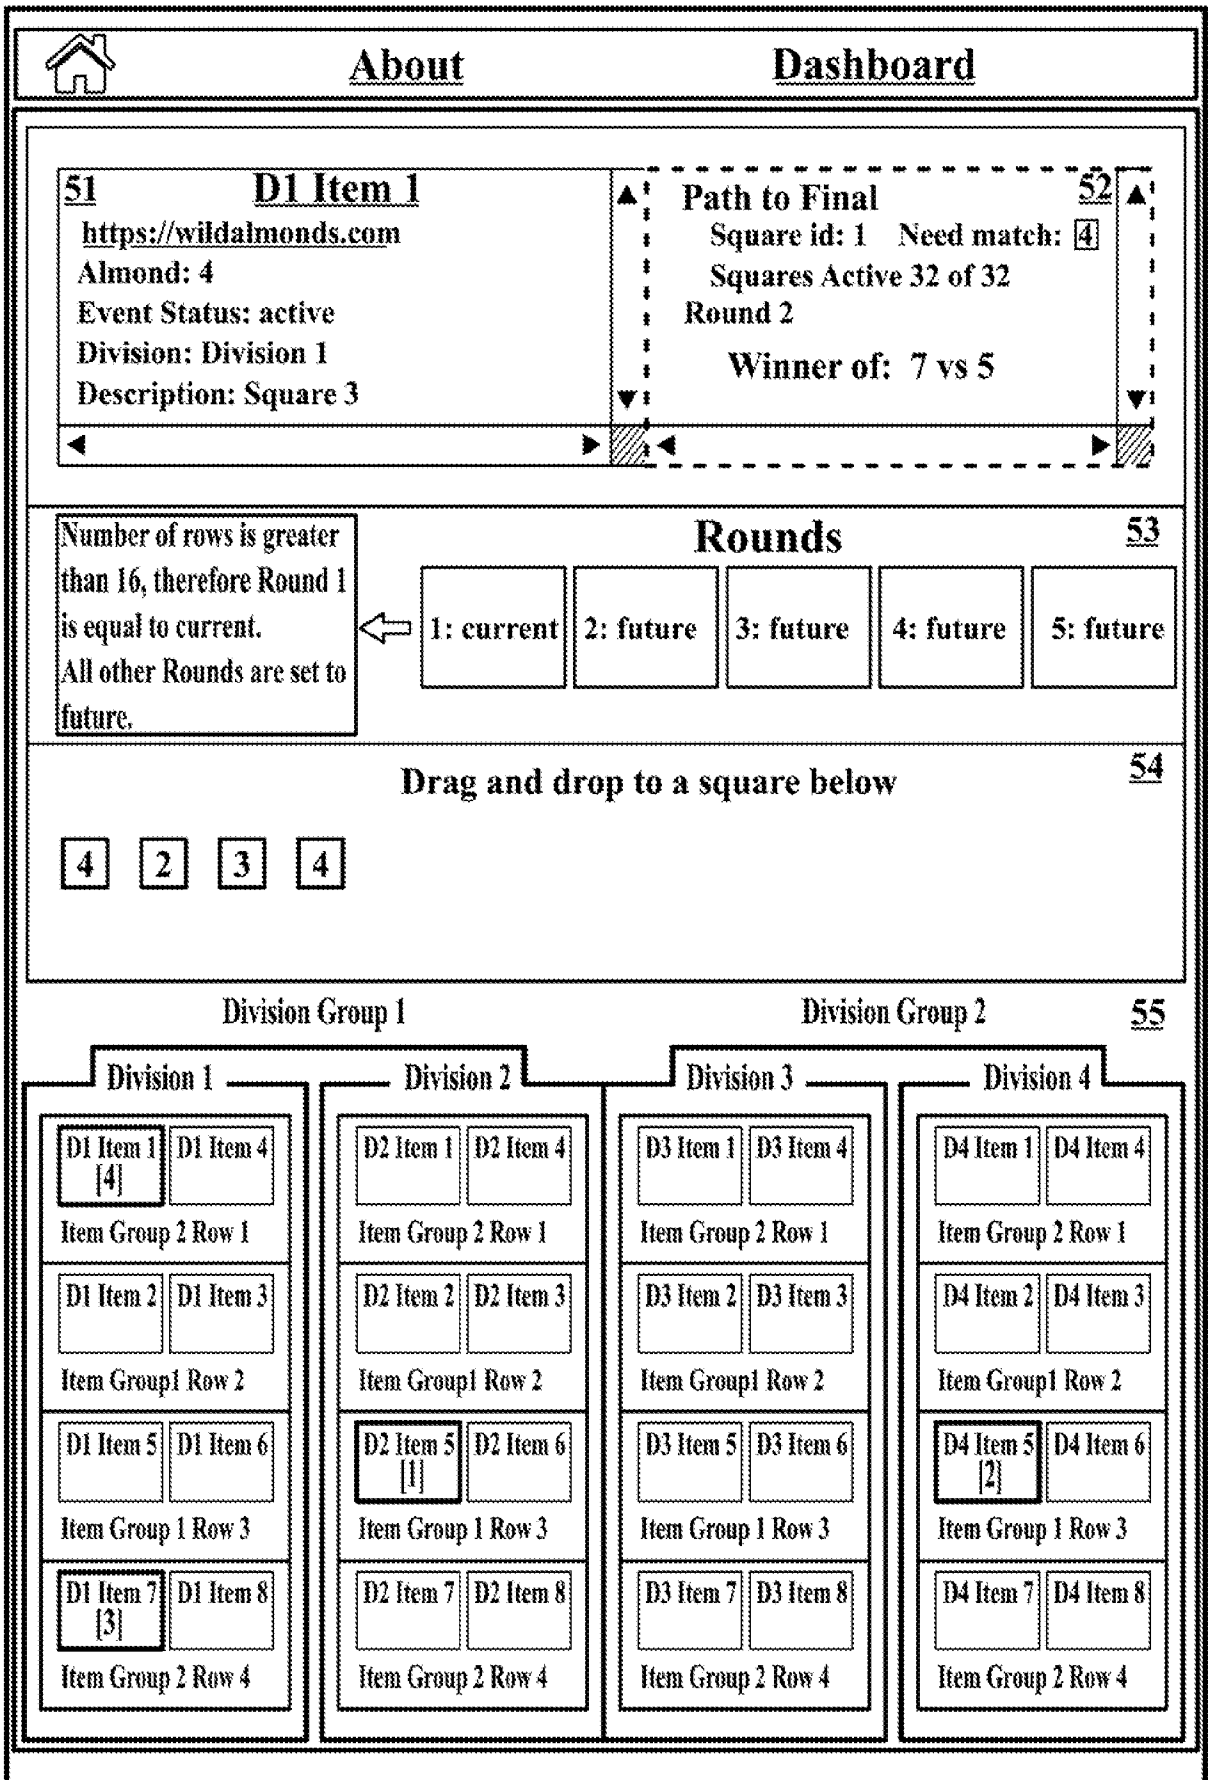 About Dashboard
51 D1 Item 1
https://wildalmonds.com
Almond: 4
Event Status: active
Division: Division 1
Description: Square 3
52
Path to Final
Square id: 1 Need match: 4
Squares Active 32 of 32
Round 2
Winner of: 7 vs 5
Number of rows is greater
than 16, therefore Round 1
is equal to current.
All other Rounds are set to
future.
Rounds 53
1: current 2: future 3: future 4: future 5: future
Drag and drop to a square below 54
4 2 3 4
Division Group 1 Division Group 2 55
Division 1 Division 2 Division 3 Division 4
D1 Item 1 D1 Item 4 D2 Item 1 D2 Item 4 D3 Item 1 D3 Item 4 D4 Item 1 D4 Item 4
[4]
Item Group 2 Row 1 Item Group 2 Row 1 Item Group 2 Row 1 Item Group 2 Row 1
D1 Item 2 D1 Item 3 D2 Item 2 D2 Item 3 D3 Item 2 D3 Item 3 D4 Item 2 D4 Item 3
Item Group1 Row 2 Item Group1 Row 2 Item Group1 Row 2 Item Group1 Row 2
D1 Item 5 D1 Item 6 D2 Item 5 D2 Item 6 D3 Item 5 D3 Item 6 D4 Item 5 D4 Item 6
[1] [2]
Item Group 1 Row 3 Item Group 1 Row 3 Item Group 1 Row 3 Item Group 1 Row 3
D1 Item 7 D1 Item 8 D2 Item 7 D2 Item 8 D3 Item 7 D3 Item 8 D4 Item 7 D4 Item 8
[3]
Item Group 2 Row 4 Item Group 2 Row 4 Item Group 2 Row 4 Item Group 2 Row 4